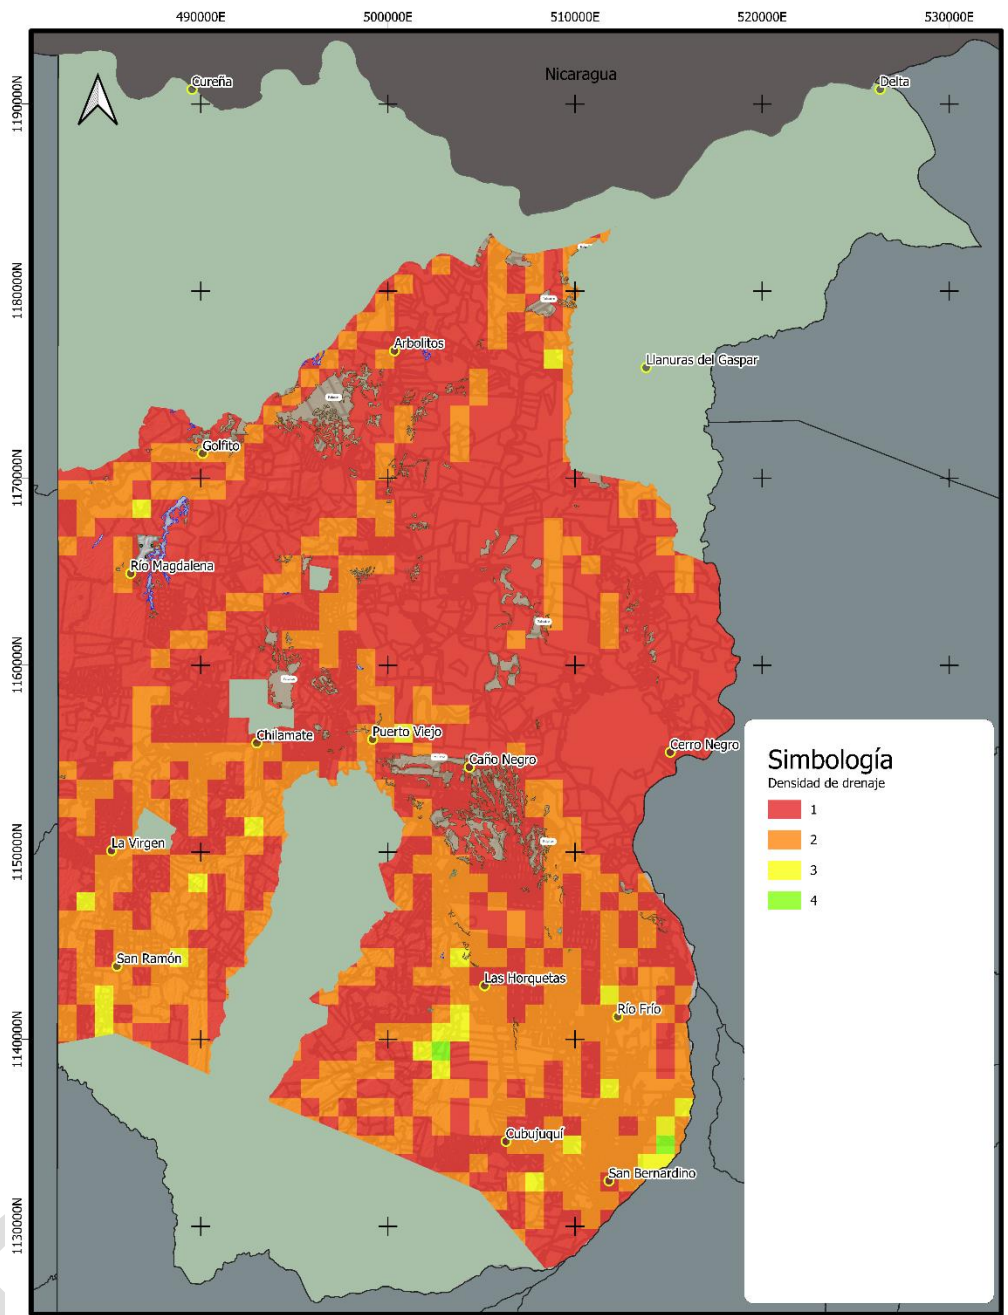 490000E 500000E 510000E 520000E 530000E
Nicaragua
Cureña
Delta
1190000N
1180000N
Arbolitos
Llanuras del Gaspar
Golfito
1170000N
Río Magdalena
1160000N
Puerto Viejo
Chilamate
Cerro Negro
Caño Negro
Simbología
Densidad de drenaje
1
2
3
4
La Virgen
1150000N
San Ramón
Las Horquetas
Río Frío
1140000N
Cubujuquí
San Bernardino
1130000N